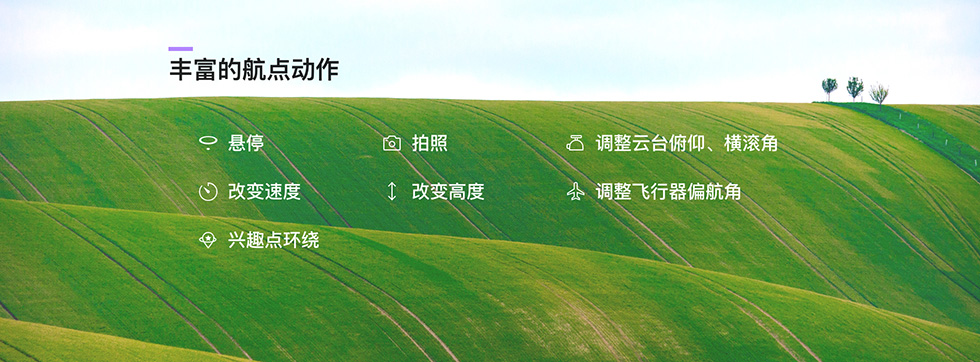 丰富的航点动作
悬停
拍照
调整云台俯仰、横滚角
改变速度
改变高度
调整飞行器偏航角
兴趣点环绕